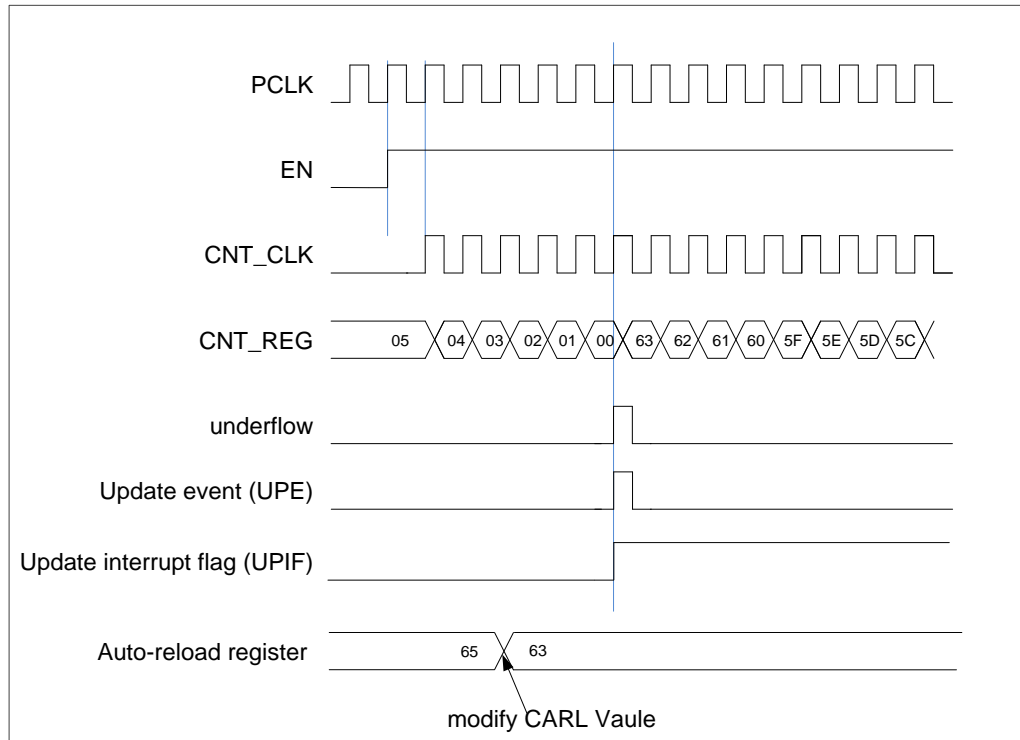 PCLK
EN
CNT_CLK
CNT_REG 05 04 03 02 01 00 63 62 61 60 5F 5E 5D 5C
underflow
Update event (UPE)
Update interrupt flag (UPIF)
Auto-reload register 65 63
modify CARL Vaule